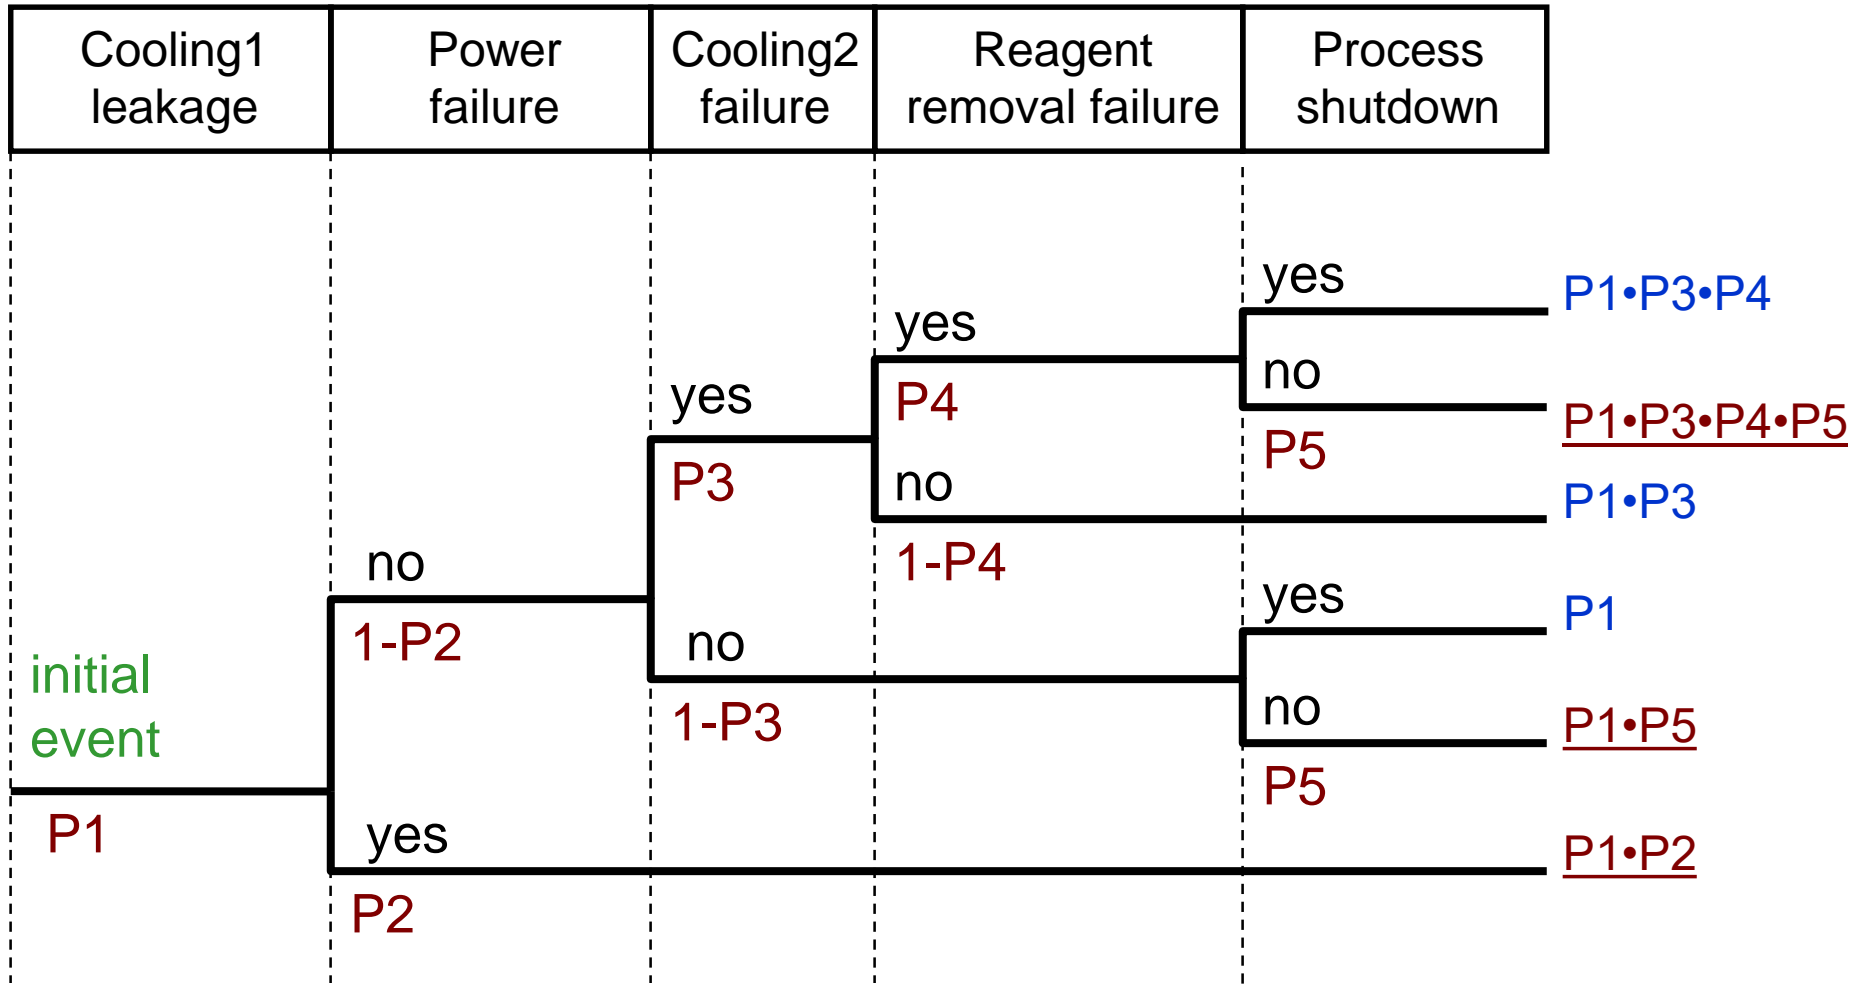 Cooling1
leakage
Power
failure
Cooling2
failure
Reagent
removal failure
Process
shutdown
yes
P1•P3•P4
yes
no
P4
P1•P3•P4•P5
yes
P5
P3
no
P1•P3
no
1-P4
yes
P1
1-P2
no
initial
event
1-P3
no
P1•P5
P5
P1
yes
P1•P2
P2